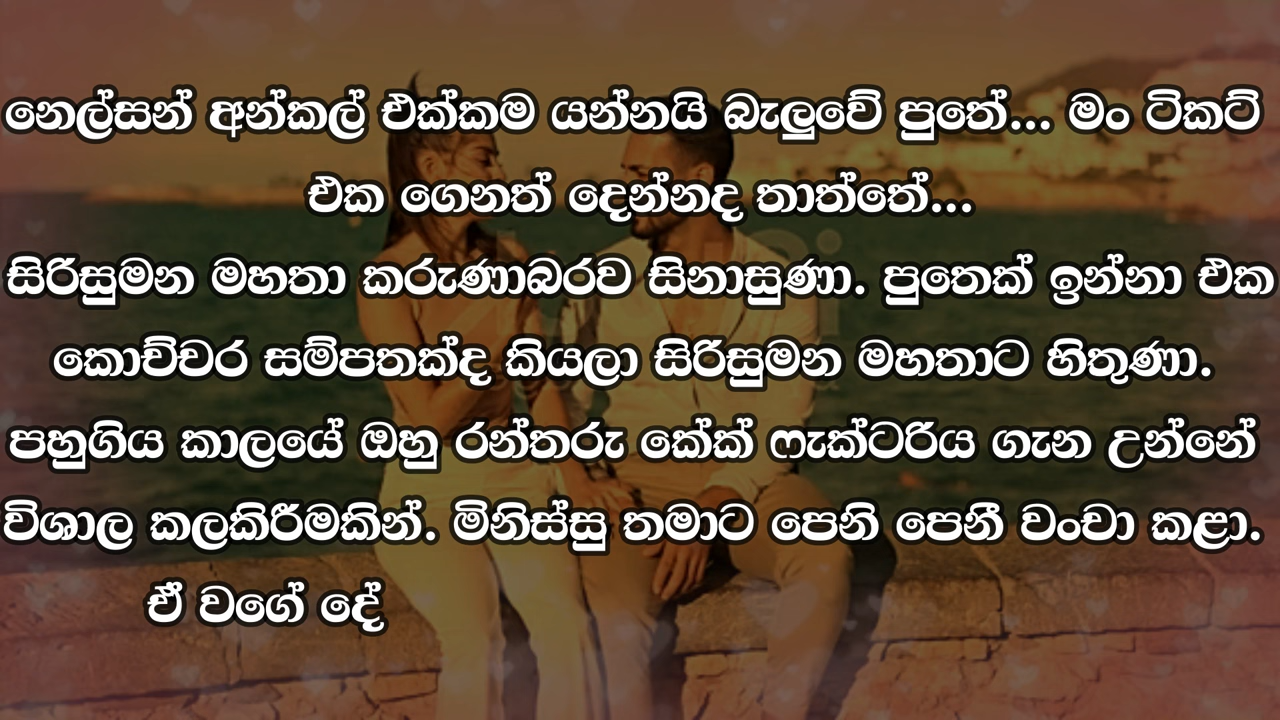 නෙල්සන් අන්කල් එක්කම යන්නයි බැලුවේ පුතේ... මං ටිකට්
එක ගෙනත් දෙන්නද තාත්තේ...
සිරිසුමන මහතා කරුණාබරව සිනාසුණා. පුතෙක් ඉන්නා එක
කොච්චර සම්පතක්ද කියලා සිරිසුමන මහතාට හිතුණා.
පහුගිය කාලයේ ඔහු රන්තරු කේක් ෆැක්ටරිය ගැන උන්නේ
විශාල කලකිරීමකින්. මිනිස්සු තමාට පෙනි පෙනී වංචා කළා.
ඒ වගේ දේ